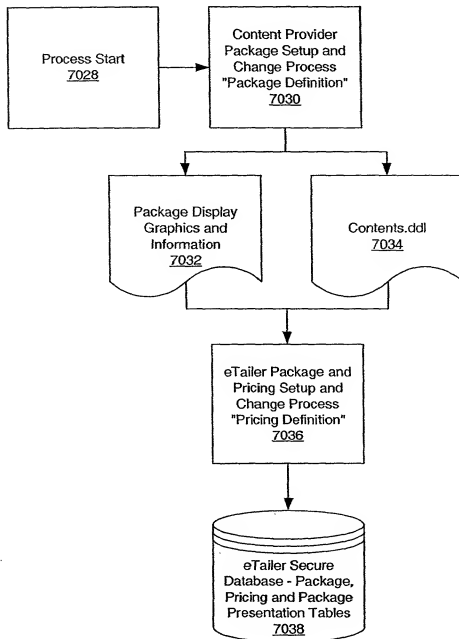 Process Start
7028
Content Provider
Package Setup and
Change Process
"Package Definition"
7030
Package Display
Graphics and
Information
7032
Contents.ddl
7034
eTailer Package and
Pricing Setup and
Change Process
"Pricing Definition"
7036
eTailer Secure
Database - Package,
Pricing and Package
Presentation Tables
7038